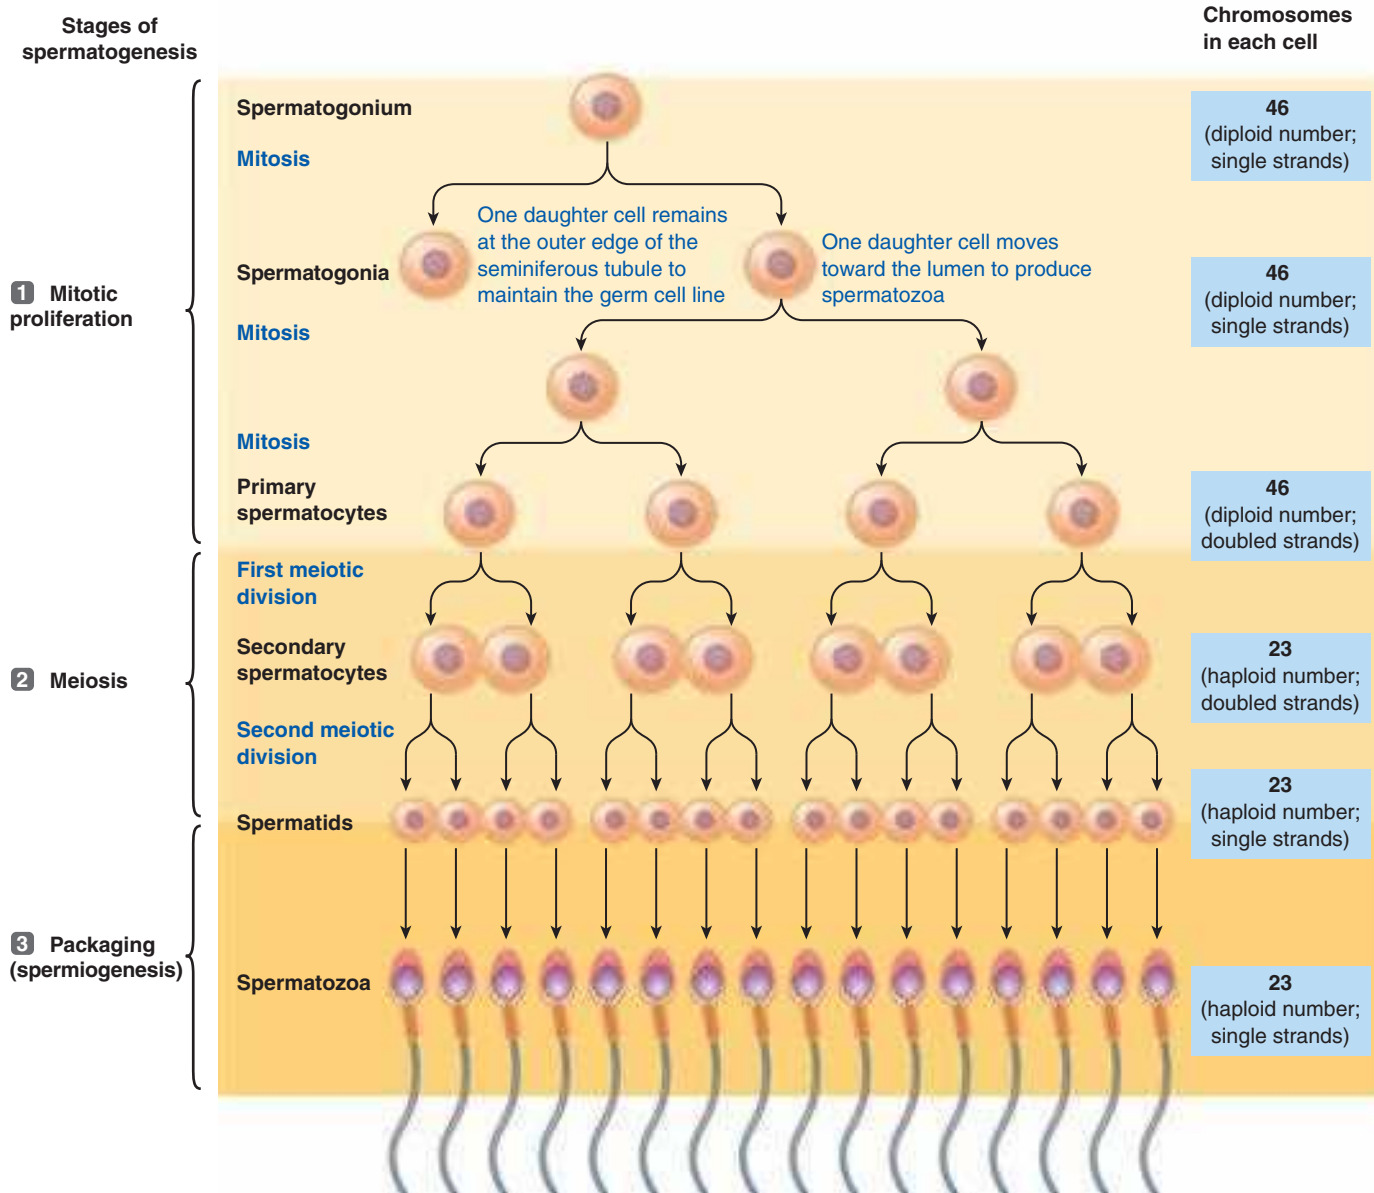 Stages of
spermatogenesis
Chromosomes
in each cell
Spermatogonium
46
(diploid number;
single strands)
Mitosis
One daughter cell remains
at the outer edge of the
seminiferous tubule to
maintain the germ cell line
One daughter cell moves
toward the lumen to produce
spermatozoa
Spermatogonia
46
(diploid number;
single strands)
1 Mitotic
proliferation
Mitosis
Mitosis
Primary
spermatocytes
46
(diploid number;
doubled strands)
First meiotic
division
2 Meiosis
Secondary
spermatocytes
23
(haploid number;
doubled strands)
Second meiotic
division
Spermatids
23
(haploid number;
single strands)
3 Packaging
(spermiogenesis)
Spermatozoa
23
(haploid number;
single strands)